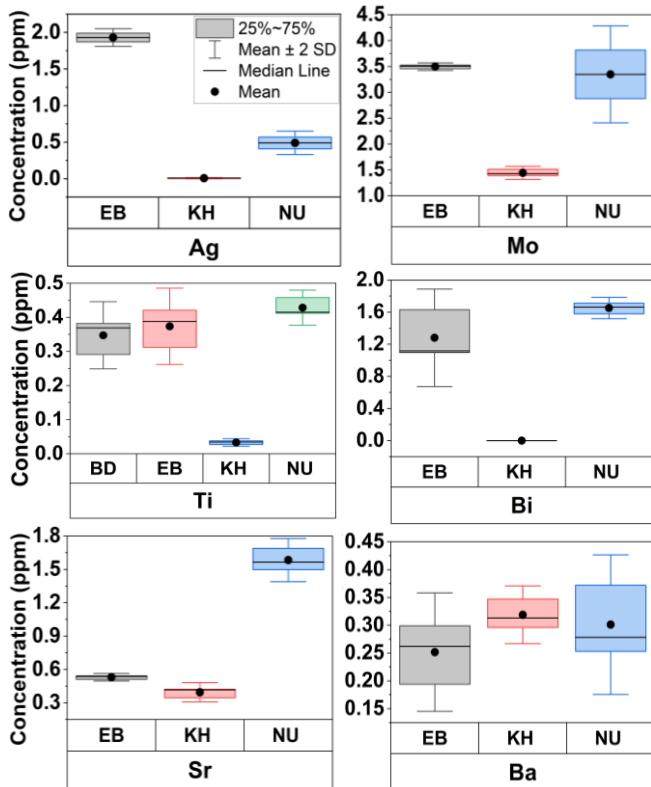 Concentration (ppm)
2.0
1.5
1.0
0.5
0.0
25%~75%
Mean ± 2 SD
Median Line
Mean
EB KH NU
Ag
4.5
4.0
3.5
3.0
2.5
2.0
1.5
1.0
EB KH NU
Mo
Concentration (ppm)
0.5
0.4
0.3
0.2
0.1
0.0
BD EB KH NU
Ti
2.0
1.6
1.2
0.8
0.4
0.0
EB KH NU
Bi
Concentration (ppm)
1.8
1.5
1.2
0.9
0.6
0.3
EB KH NU
Sr
0.45
0.40
0.35
0.30
0.25
0.20
0.15
EB KH NU
Ba